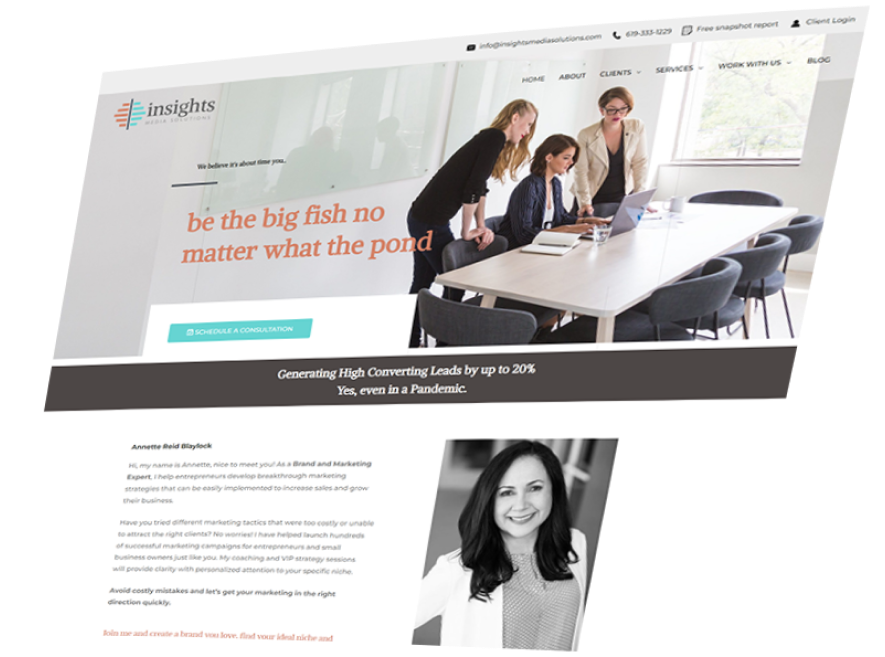 info@insightsmediasolutions.com 619-333-1229 Free snapshot report Client Login
HOME ABOUT CLIENTS SERVICES WORK WITH US BLOG
insights
MEDIA SOLUTIONS
We believe it's about time you..
be the big fish no
matter what the pond
SCHEDULE A CONSULTATION
Generating High Converting Leads by up to 20%
Yes, even in a Pandemic.
Annette Reid Blaylock
Hi, my name is Annette, nice to meet you! As a Brand and Marketing
Expert, I help entrepreneurs develop breakthrough marketing
strategies that can be easily implemented to increase sales and grow
their business.
Have you tried different marketing tactics that were too costly or unable
to attract the right clients? No worries! I have helped launch hundreds
of successful marketing campaigns for entrepreneurs and small
business owners just like you. My coaching and VIP strategy sessions
will provide clarity with personalized attention to your specific niche.
Avoid costly mistakes and let's get your marketing in the right
direction quickly.
Join me and create a brand you love, find your ideal niche and